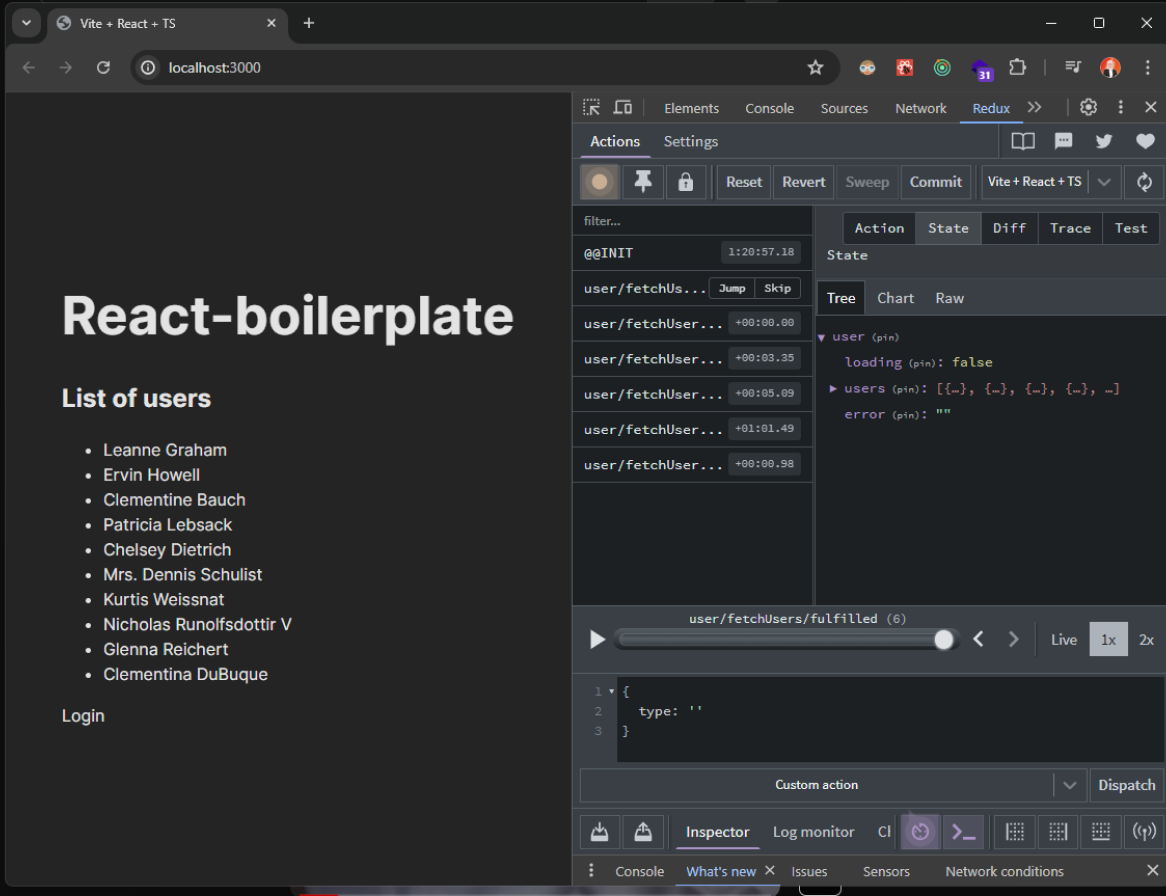 Vite + React + TS
localhost:3000
31
Elements Console Sources Network Redux
Actions Settings
Reset Revert Sweep Commit Vite + React + TS
filter...
Action State Diff Trace Test
@@INIT 1:20:57.18
State
user/fetchUs... Jump Skip
Tree Chart Raw
user/fetchUser... +00:00.00
user (pin)
user/fetchUser... +00:03.35
loading (pin): false
user/fetchUser... +00:05.09
users (pin): [{…}, {…}, {…}, {…}, …]
user/fetchUser... +01:01.49
error (pin): ""
user/fetchUser... +00:00.98
React-boilerplate
List of users
Leanne Graham
Ervin Howell
Clementine Bauch
Patricia Lebsack
Chelsey Dietrich
Mrs. Dennis Schulist
Kurtis Weissnat
Nicholas Runolfsdottir V
Glenna Reichert
Clementina DuBuque
Login
user/fetchUsers/fulfilled (6)
Live 1x 2x
1 {
2 type: ''
3 }
Custom action Dispatch
Inspector Log monitor Cl
Console What's new Issues Sensors Network conditions